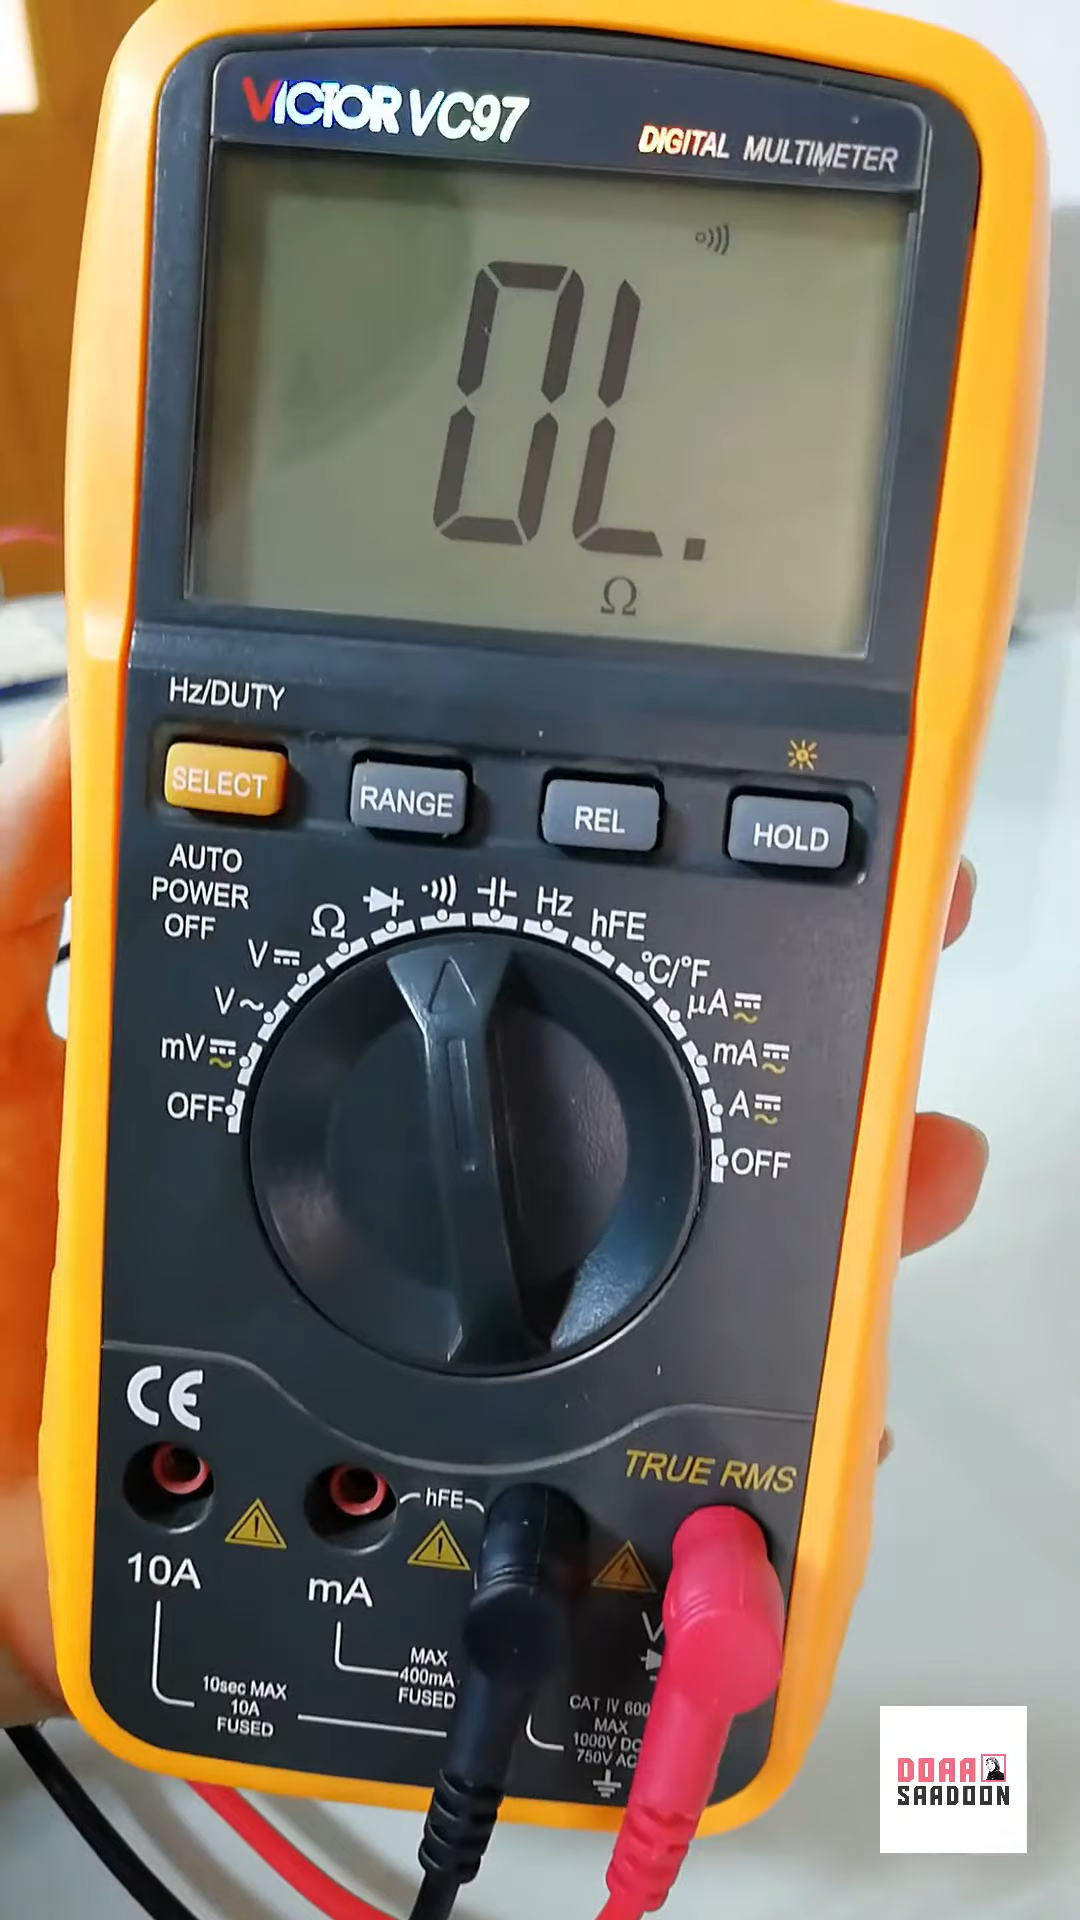 VICTOR VC97
DIGITAL MULTIMETER
OL.
Ω
Hz/DUTY
SELECT
RANGE
REL
HOLD
AUTO
POWER
OFF
Ω
Hz
hFE
V
°C/°F
V~
μA
mV
mA
OFF
A
OFF
CE
TRUE RMS
hFE
10A
mA
V
MAX
400mA
FUSED
10sec MAX
10A
FUSED
CAT IV 600
MAX
1000V DC
750V AC
DOAA
SAADOON